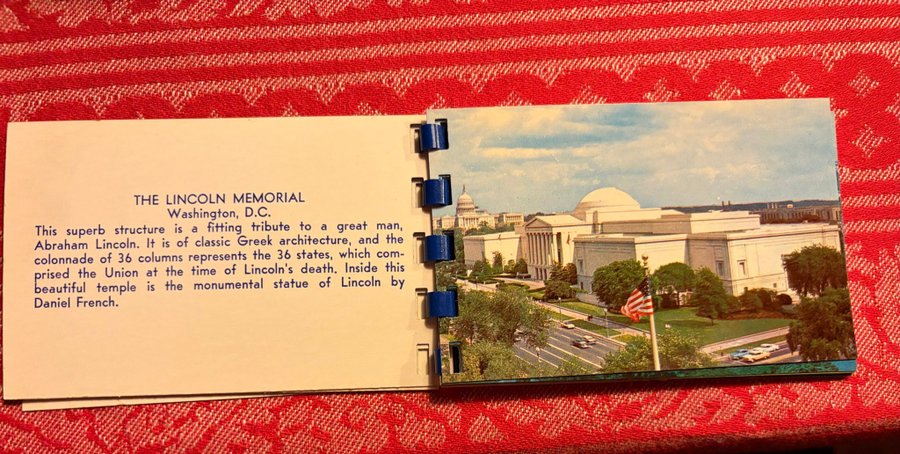 THE LINCOLN MEMORIAL
Washington, D.C.
This superb structure is a fitting tribute to a great man,
Abraham Lincoln. It is of classic Greek architecture, and the
colonnade of 36 columns represents the 36 states, which com-
prised the Union at the time of Lincoln's death. Inside this
beautiful temple is the monumental statue of Lincoln by
Daniel French.